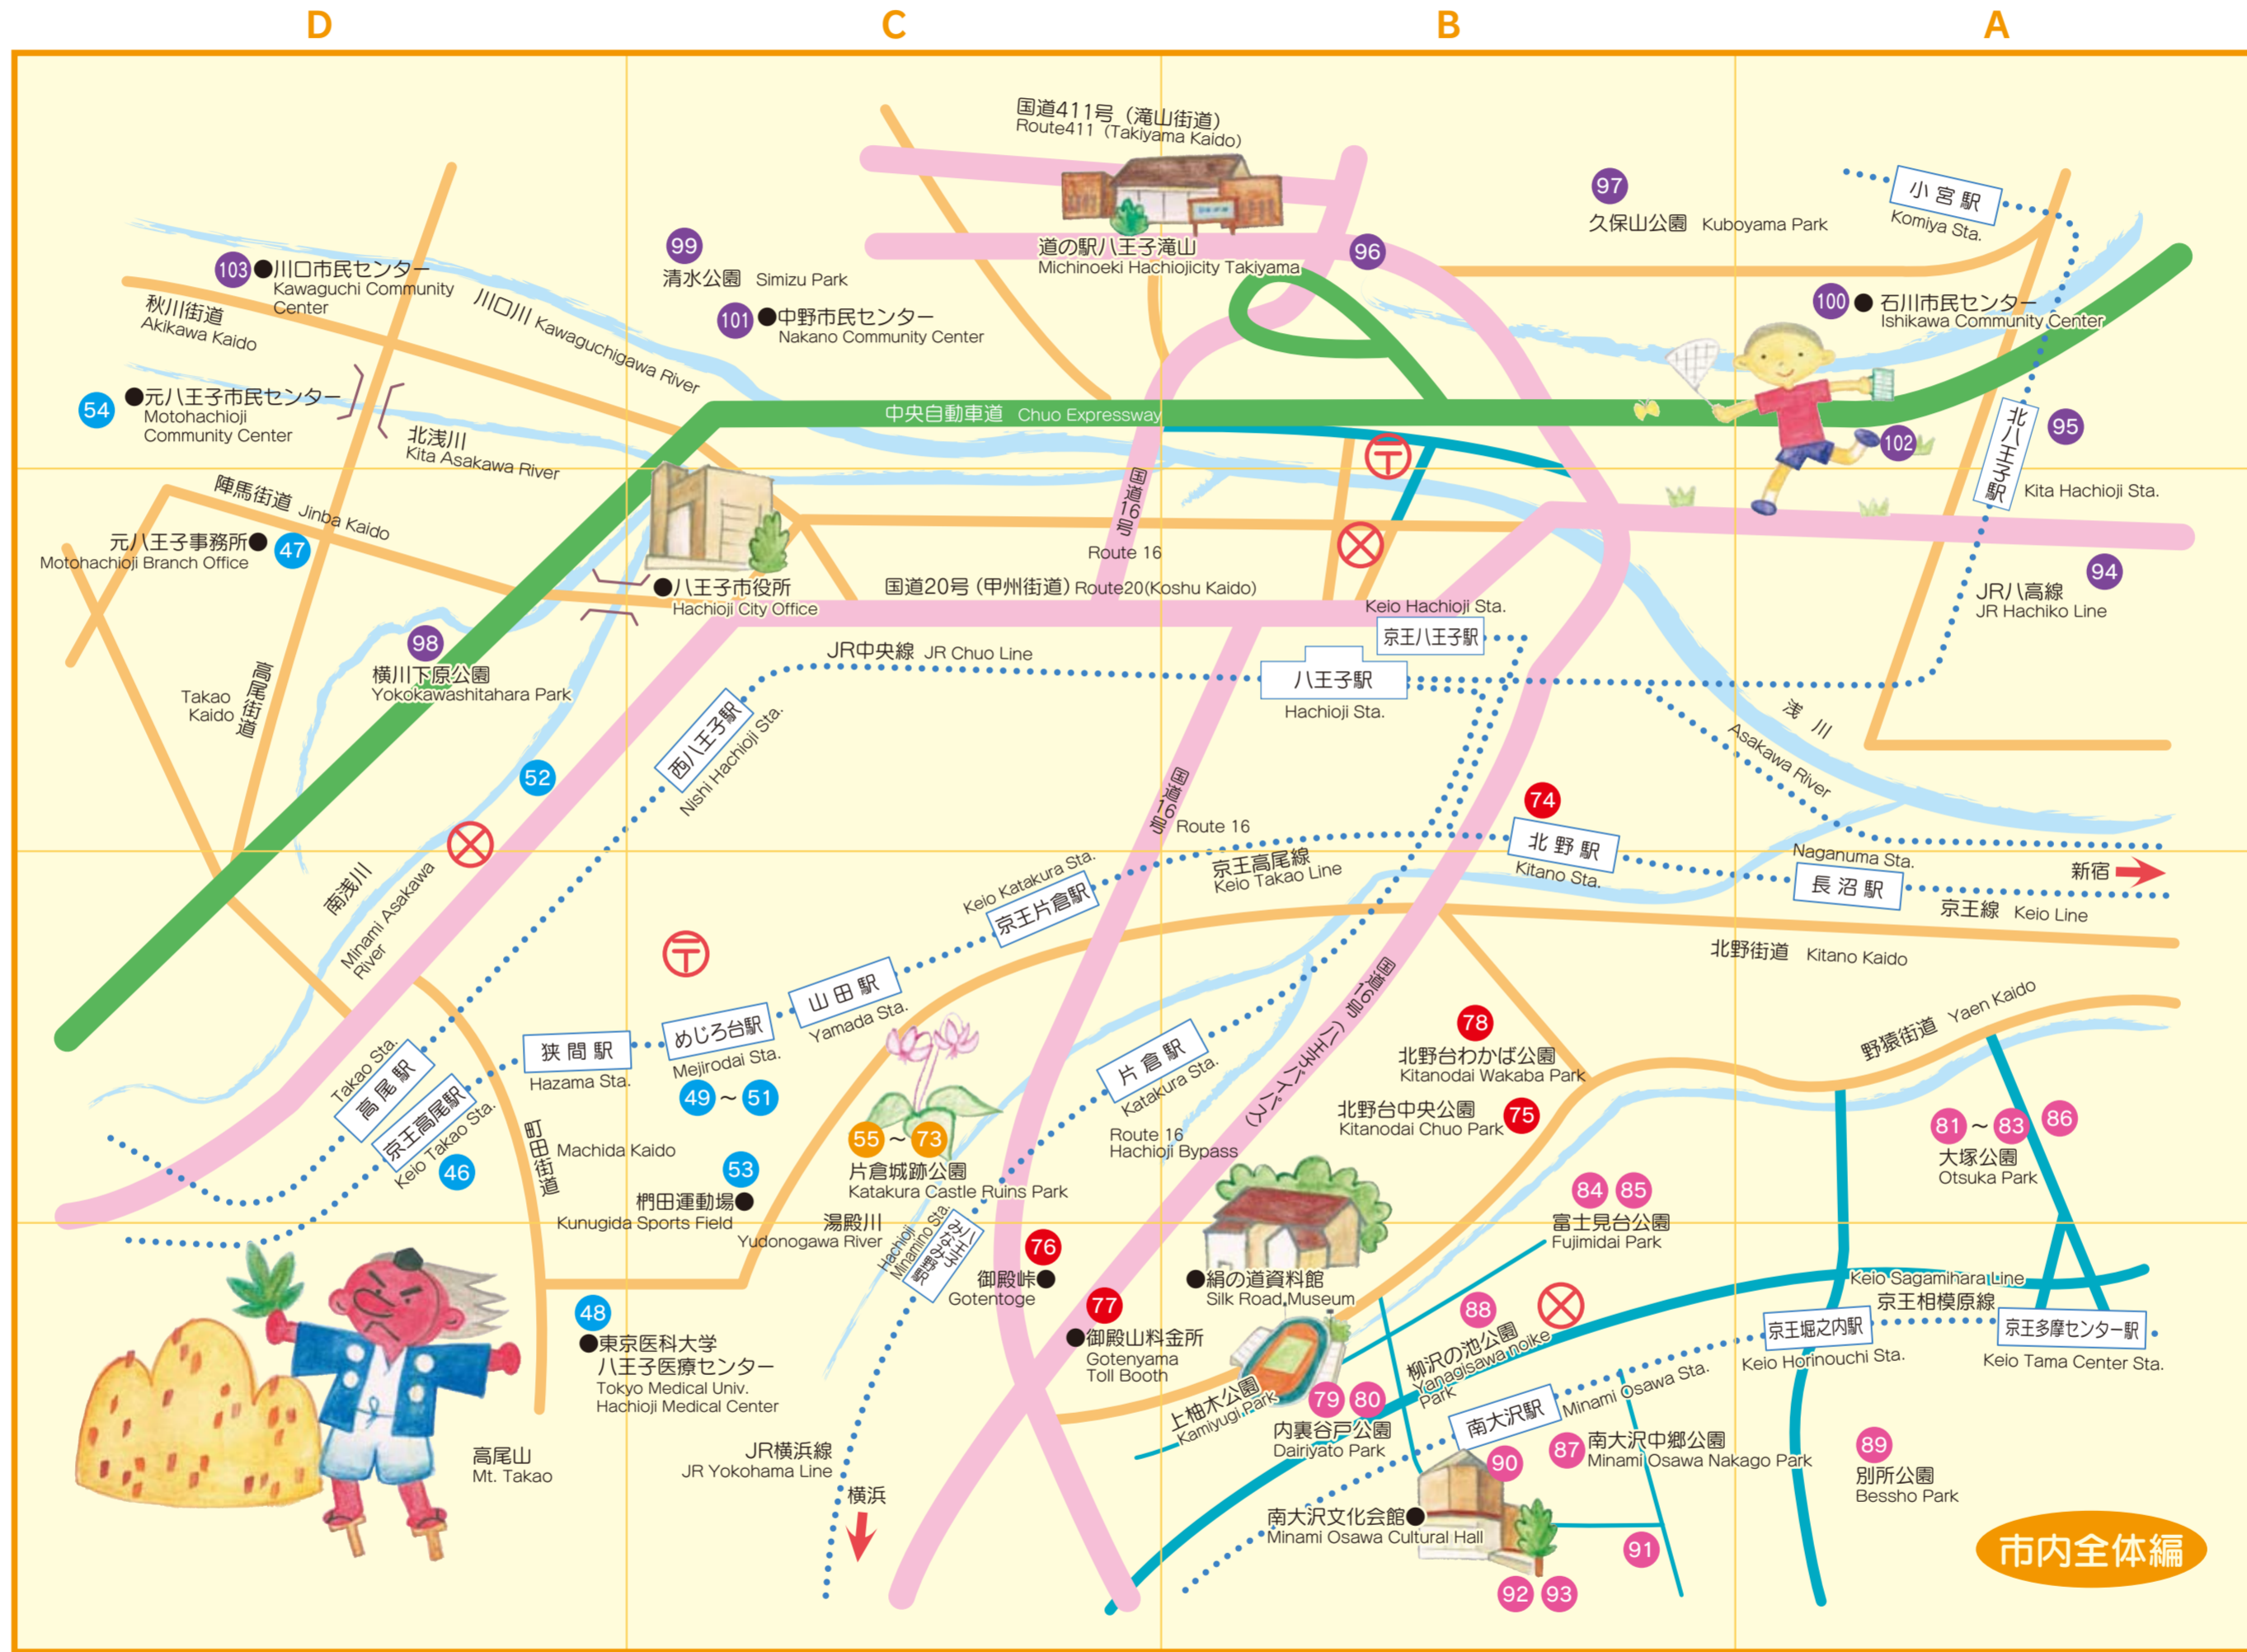 D
C
B
A
国道411号（滝山街道）
Route411（Takiyama Kaido）
97
久保山公園 Kuboyama Park
小宮駅
Komiya Sta.
99
清水公園 Simizu Park
道の駅八王子滝山
Michinoeki Hachiojicity Takiyama
96
103
川口市民センター
Kawaguchi Community
Center
秋川街道
Akikawa Kaido
川口川 Kawaguchigawa River
101
中野市民センター
Nakano Community Center
100
石川市民センター
Ishikawa Community Center
54
元八王子市民センター
Motohachioji
Community Center
北浅川
Kita Asakawa River
中央自動車道 Chuo Expressway
102
95
北八王子駅
Kita Hachioji Sta.
陣馬街道 Jinba Kaido
元八王子事務所
Motohachioji Branch Office
47
国道16号
Route 16
八王子市役所
Hachioji City Office
国道20号（甲州街道）Route20(Koshu Kaido)
94
JR八高線
JR Hachiko Line
Keio Hachioji Sta.
京王八王子駅
98
横川下原公園
Yokokawashitahara Park
高尾街道
Takao
Kaido
JR中央線 JR Chuo Line
八王子駅
Hachioji Sta.
西八王子駅
Nishi Hachioji Sta.
浅川
Asakawa River
52
国道16号
Route 16
74
北野駅
Kitano Sta.
京王高尾線
Keio Takao Line
Keio Katakura Sta.
京王片倉駅
Naganuma Sta.
長沼駅
新宿
京王線 Keio Line
南浅川
Minami Asakawa
River
北野街道 Kitano Kaido
山田駅
Yamada Sta.
めじろ台駅
Mejirodai Sta.
狭間駅
Hazama Sta.
49～51
国道16号（八王子バイパス）
Route 16
Hachioji Bypass
片倉駅
Katakura Sta.
78
北野台わかば公園
Kitanodai Wakaba Park
北野台中央公園
Kitanodai Chuo Park
75
野猿街道 Yaen Kaido
Takao Sta.
高尾駅
京王高尾駅
Keio Takao Sta.
46
町田街道
Machida Kaido
53
椚田運動場
Kunugida Sports Field
55～73
片倉城跡公園
Katakura Castle Ruins Park
湯殿川
Yudonogawa River
Hachioji
Minamino Sta.
八王子
みなみ野駅
81～83
86
大塚公園
Otsuka Park
84
85
富士見台公園
Fujimidai Park
76
御殿峠
Gotentoge
77
御殿山料金所
Gotenyama
Toll Booth
絹の道資料館
Silk Road Museum
48
東京医科大学
八王子医療センター
Tokyo Medical Univ.
Hachioji Medical Center
88
柳沢の池公園
Yanagisawa noike
Park
Keio Sagamihara Line
京王相模原線
京王堀之内駅
Keio Horinouchi Sta.
京王多摩センター駅
Keio Tama Center Sta.
上柚木公園
Kamiyugi Park
79
80
内裏谷戸公園
Dairiyato Park
南大沢駅
Minami Osawa Sta.
高尾山
Mt. Takao
JR横浜線
JR Yokohama Line
横浜
90
87
南大沢中郷公園
Minami Osawa Nakago Park
89
別所公園
Bessho Park
南大沢文化会館
Minami Osawa Cultural Hall
91
92
93
市内全体編